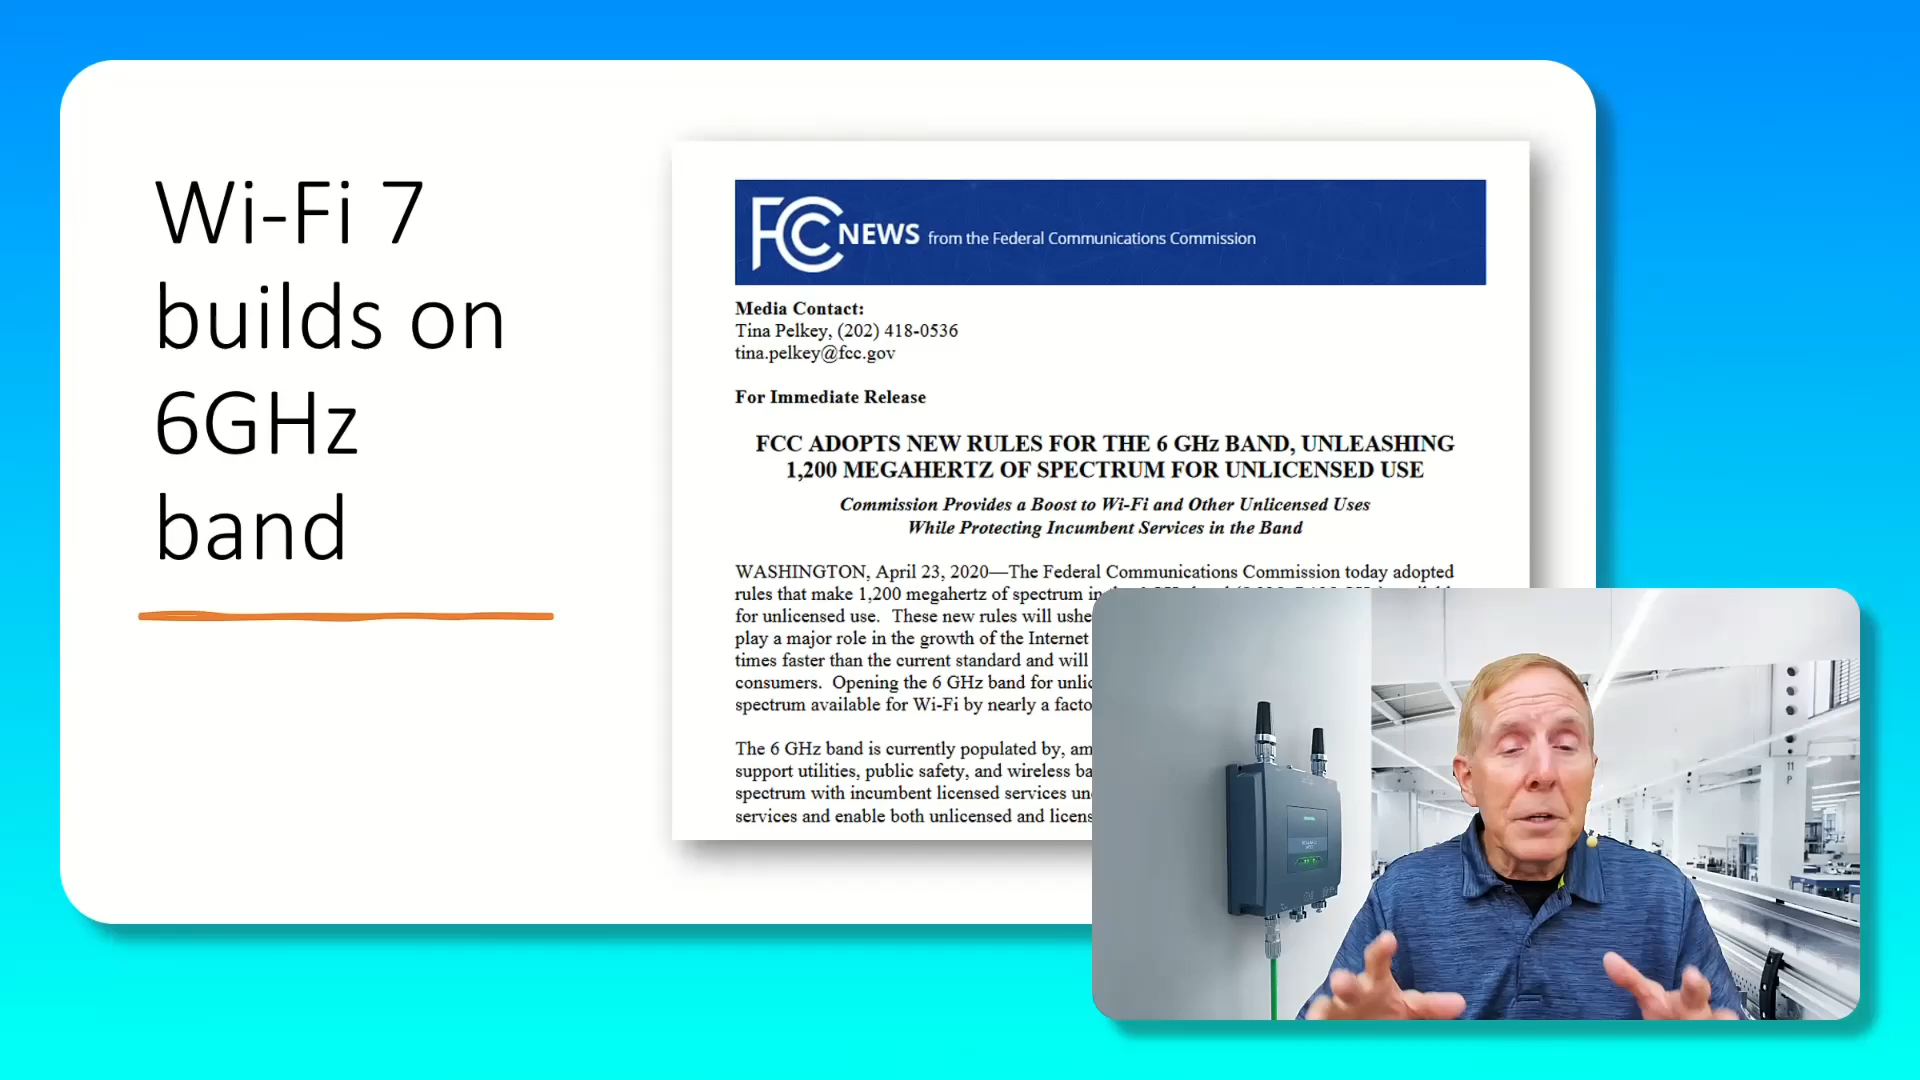 Wi-Fi 7
builds on
6GHz
band
FCC NEWS from the Federal Communications Commission
Media Contact:
Tina Pelkey, (202) 418-0536
tina.pelkey@fcc.gov
For Immediate Release
FCC ADOPTS NEW RULES FOR THE 6 GHz BAND, UNLEASHING
1,200 MEGAHERTZ OF SPECTRUM FOR UNLICENSED USE
Commission Provides a Boost to Wi-Fi and Other Unlicensed Uses
While Protecting Incumbent Services in the Band
WASHINGTON, April 23, 2020—The Federal Communications Commission today adopted
rules that make 1,200 megahertz of spectrum in
for unlicensed use. These new rules will
play a major role in the growth of the Internet
times faster than the current standard and will
consumers. Opening the 6 GHz band for
spectrum available for Wi-Fi by nearly a
The 6 GHz band is currently populated by,
support utilities, public safety, and wireless
spectrum with incumbent licensed services
services and enable both unlicensed and
11
P